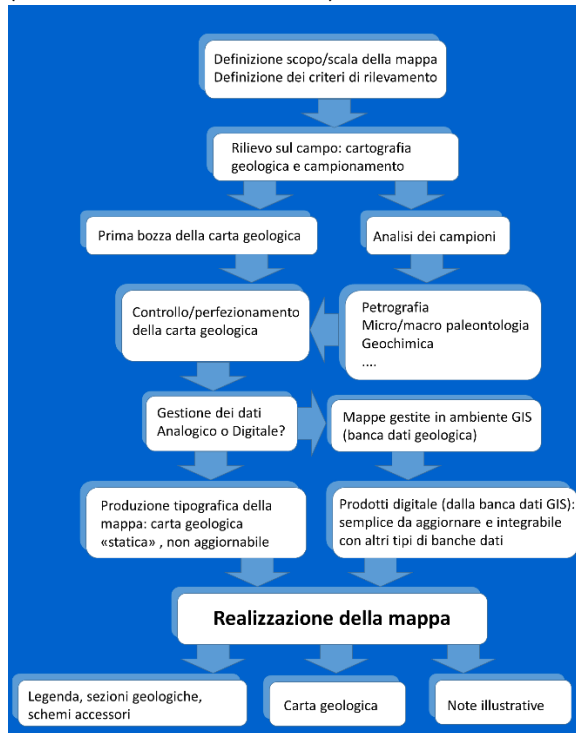 Definizione scopo/scala della mappa
Definizione dei criteri di rilevamento
Rilievo sul campo: cartografia
geologica e campionamento
Prima bozza della carta geologica
Analisi dei campioni
Controllo/perfezionamento
della carta geologica
Petrografia
Micro/macro paleontologia
Geochimica
....
Gestione dei dati
Analogico o Digitale?
Mappe gestite in ambiente GIS
(banca dati geologica)
Produzione tipografica della
mappa: carta geologica
«statica» , non aggiornabile
Prodotti digitale (dalla banca dati GIS):
semplice da aggiornare e integrabile
con altri tipi di banche dati
Realizzazione della mappa
Legenda, sezioni geologiche,
schemi accessori
Carta geologica
Note illustrative